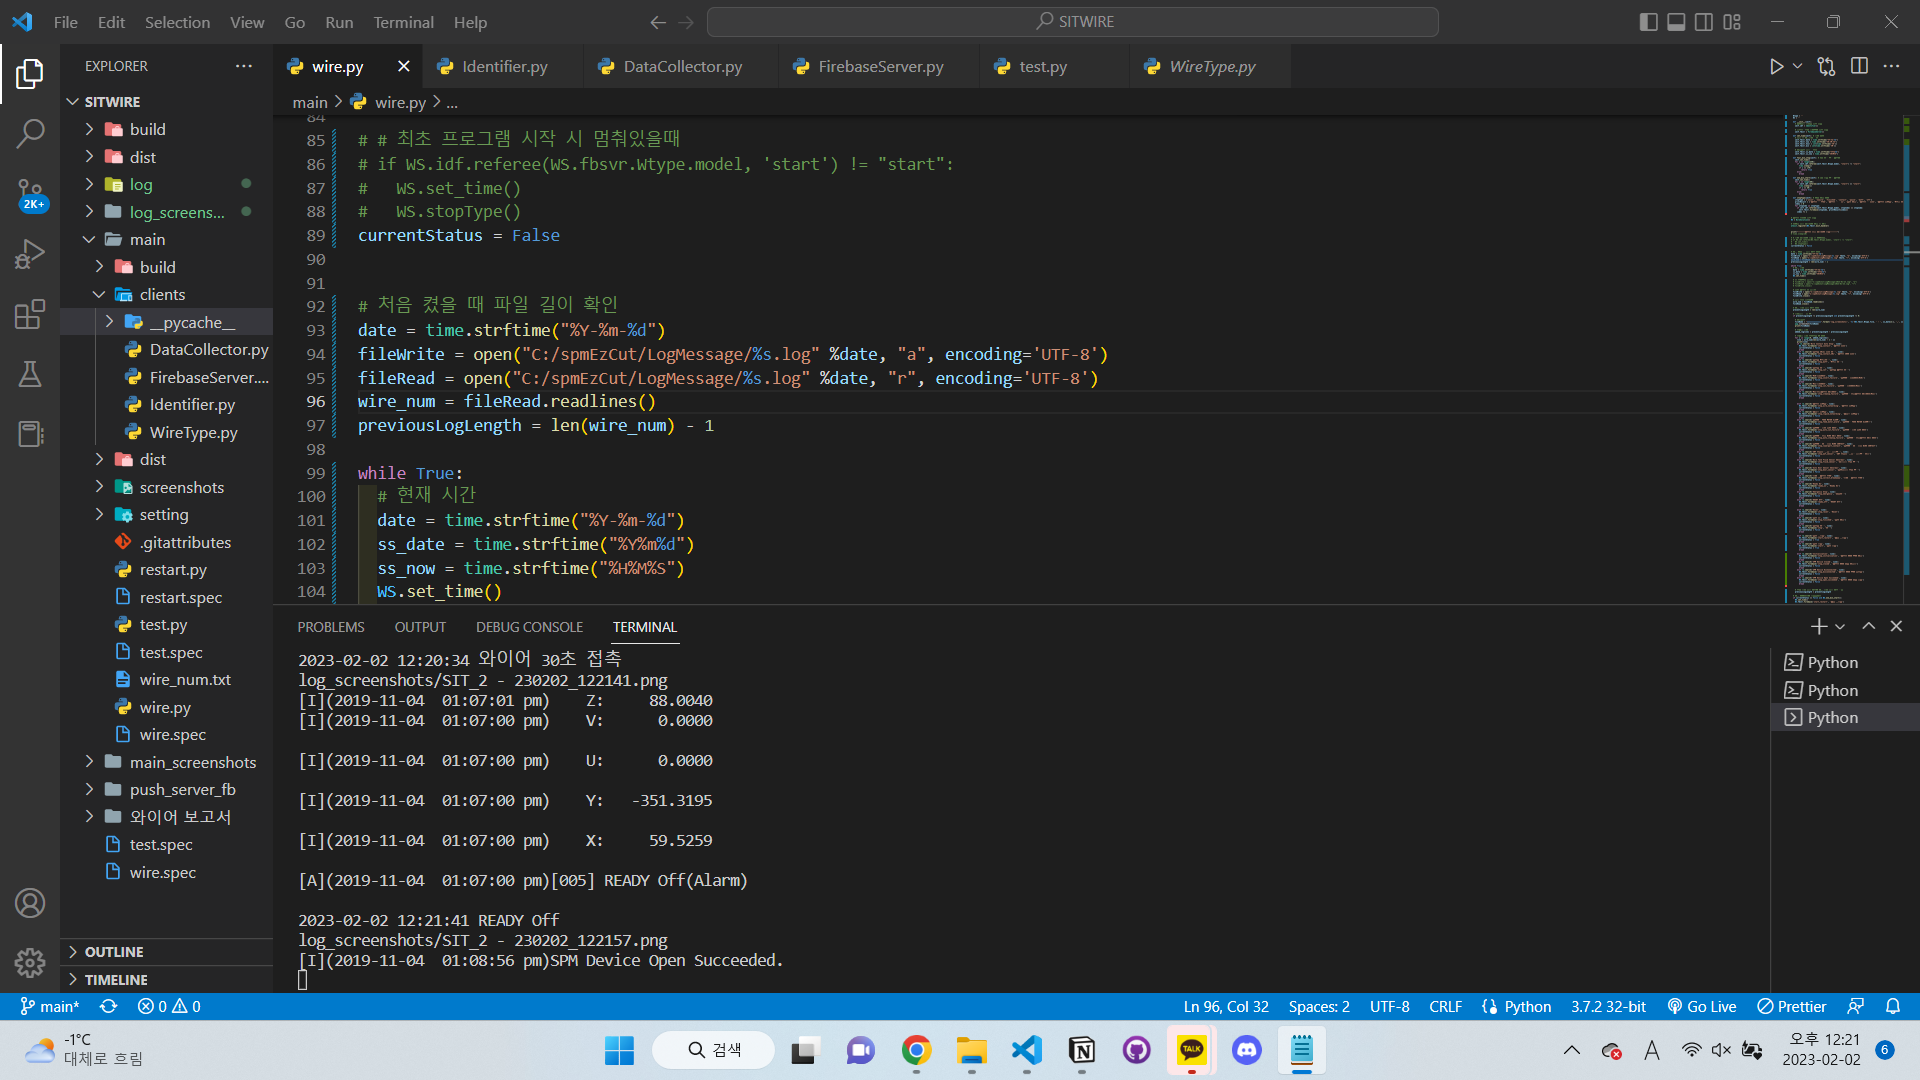 File Edit Selection View Go Run Terminal Help
SITWIRE
EXPLORER
wire.py
Identifier.py
DataCollector.py
FirebaseServer.py
test.py
WireType.py
main > wire.py > ...
SITWIRE
build
dist
log
log_screens...
main
build
clients
__pycache__
DataCollector.py
FirebaseServer....
Identifier.py
WireType.py
dist
screenshots
setting
.gitattributes
restart.py
restart.spec
test.py
test.spec
wire_num.txt
wire.py
wire.spec
main_screenshots
push_server_fb
와이어 보고서
test.spec
wire.spec
OUTLINE
TIMELINE
2K+
84
85 # # 최초 프로그램 시작 시 멈춰있을때
86 # if WS.idf.referee(WS.fbsvr.Wtype.model, 'start') != "start":
87 #   WS.set_time()
88 #   WS.stopType()
89 currentStatus = False
90
91
92 # 처음 켰을 때 파일 길이 확인
93 date = time.strftime("%Y-%m-%d")
94 fileWrite = open("C:/spmEzCut/LogMessage/%s.log" %date, "a", encoding='UTF-8')
95 fileRead = open("C:/spmEzCut/LogMessage/%s.log" %date, "r", encoding='UTF-8')
96 wire_num = fileRead.readlines()
97 previousLogLength = len(wire_num) - 1
98
99 while True:
100   # 현재 시간
101   date = time.strftime("%Y-%m-%d")
102   ss_date = time.strftime("%Y%m%d")
103   ss_now = time.strftime("%H%M%S")
104   WS.set_time()
PROBLEMS OUTPUT DEBUG CONSOLE TERMINAL
2023-02-02 12:20:34 와이어 30초 접촉
log_screenshots/SIT_2 - 230202_122141.png
[I](2019-11-04  01:07:01 pm)    Z:     88.0040
[I](2019-11-04  01:07:00 pm)    V:      0.0000
[I](2019-11-04  01:07:00 pm)    U:      0.0000
[I](2019-11-04  01:07:00 pm)    Y:   -351.3195
[I](2019-11-04  01:07:00 pm)    X:     59.5259
[A](2019-11-04  01:07:00 pm)[005] READY Off(Alarm)
2023-02-02 12:21:41 READY Off
log_screenshots/SIT_2 - 230202_122157.png
[I](2019-11-04  01:08:56 pm)SPM Device Open Succeeded.
Python
Python
Python
main* 0 0 Ln 96, Col 32 Spaces: 2 UTF-8 CRLF Python 3.7.2 32-bit Go Live Prettier
-1°C
대체로 흐림
검색
TALK
A
오후 12:21
2023-02-02
6